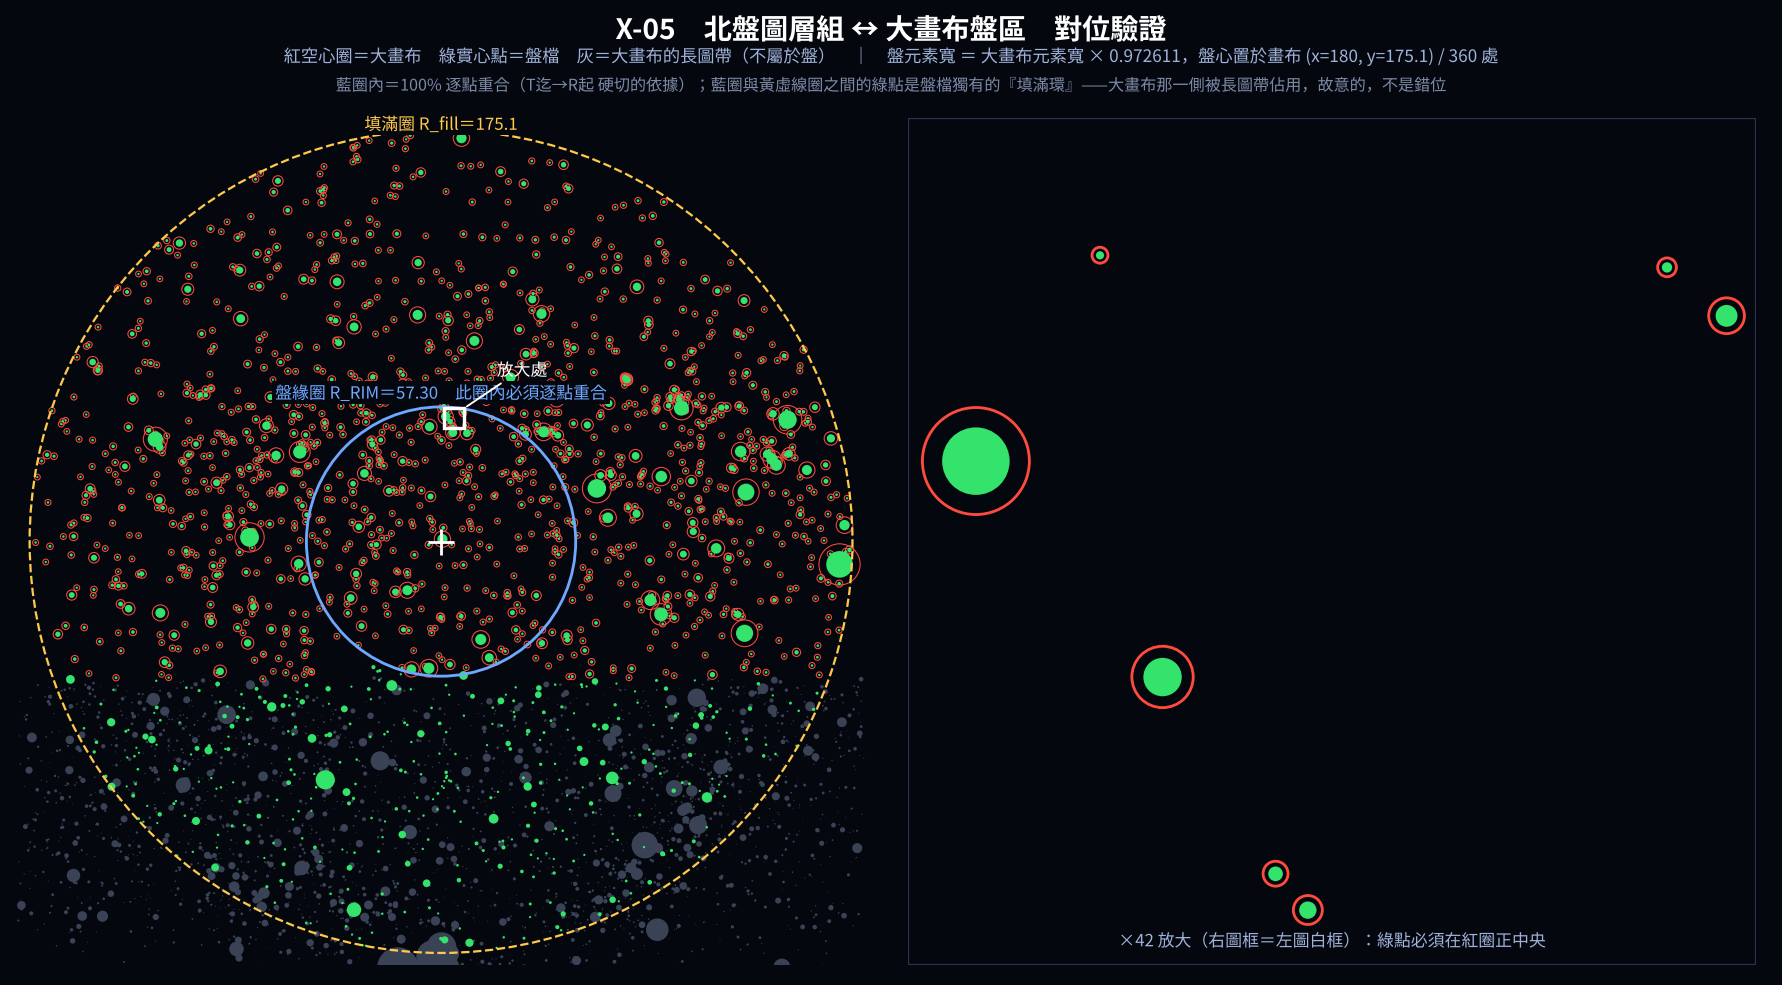 X-05　北盤圖層組 ↔ 大畫布盤區　對位驗證
紅空心圈＝大畫布　綠實心點＝盤檔　灰＝大畫布的長圖帶（不屬於盤）　｜　盤元素寬 ＝ 大畫布元素寬 × 0.972611，盤心置於畫布 (x=180, y=175.1) / 360 處
藍圈內＝100% 逐點重合（T迄→R起 硬切的依據）；藍圈與黃虛線圈之間的綠點是盤檔獨有的『填滿環』——大畫布那一側被長圖帶佔用，故意的，不是錯位
填滿圈 R_fill＝175.1
放大處
盤緣圈 R_RIM＝57.30　此圈內必須逐點重合
×42 放大（右圖框＝左圖白框）：綠點必須在紅圈正中央